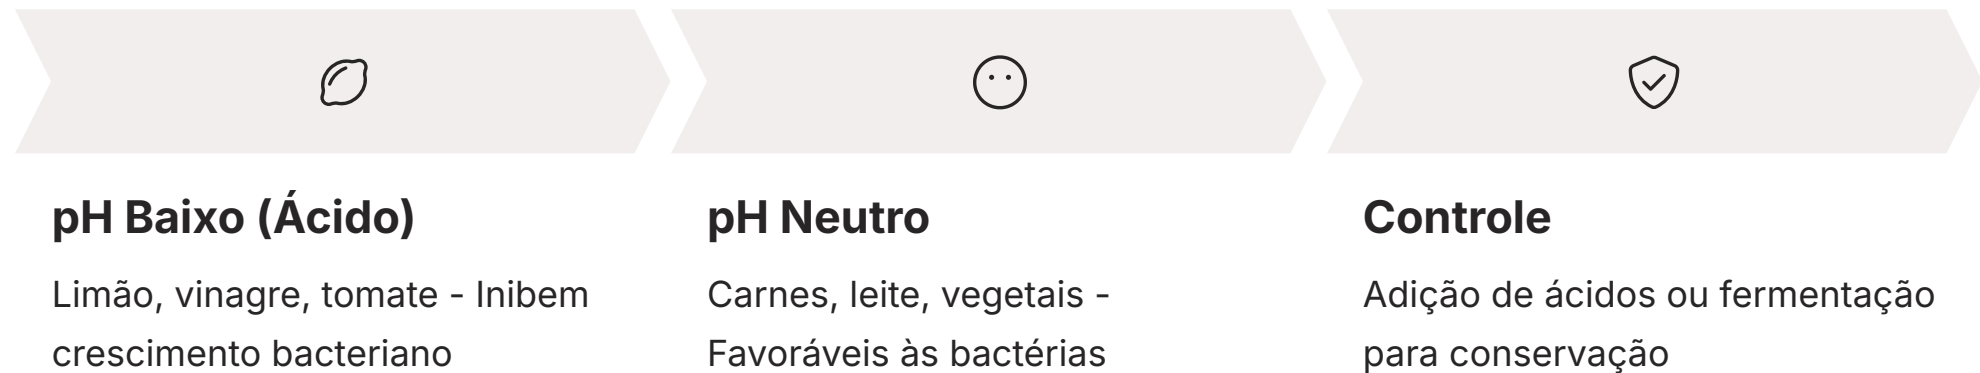 pH Baixo (Ácido)
Limão, vinagre, tomate - Inibem
crescimento bacteriano
pH Neutro
Carnes, leite, vegetais -
Favoráveis às bactérias
Controle
Adição de ácidos ou fermentação
para conservação